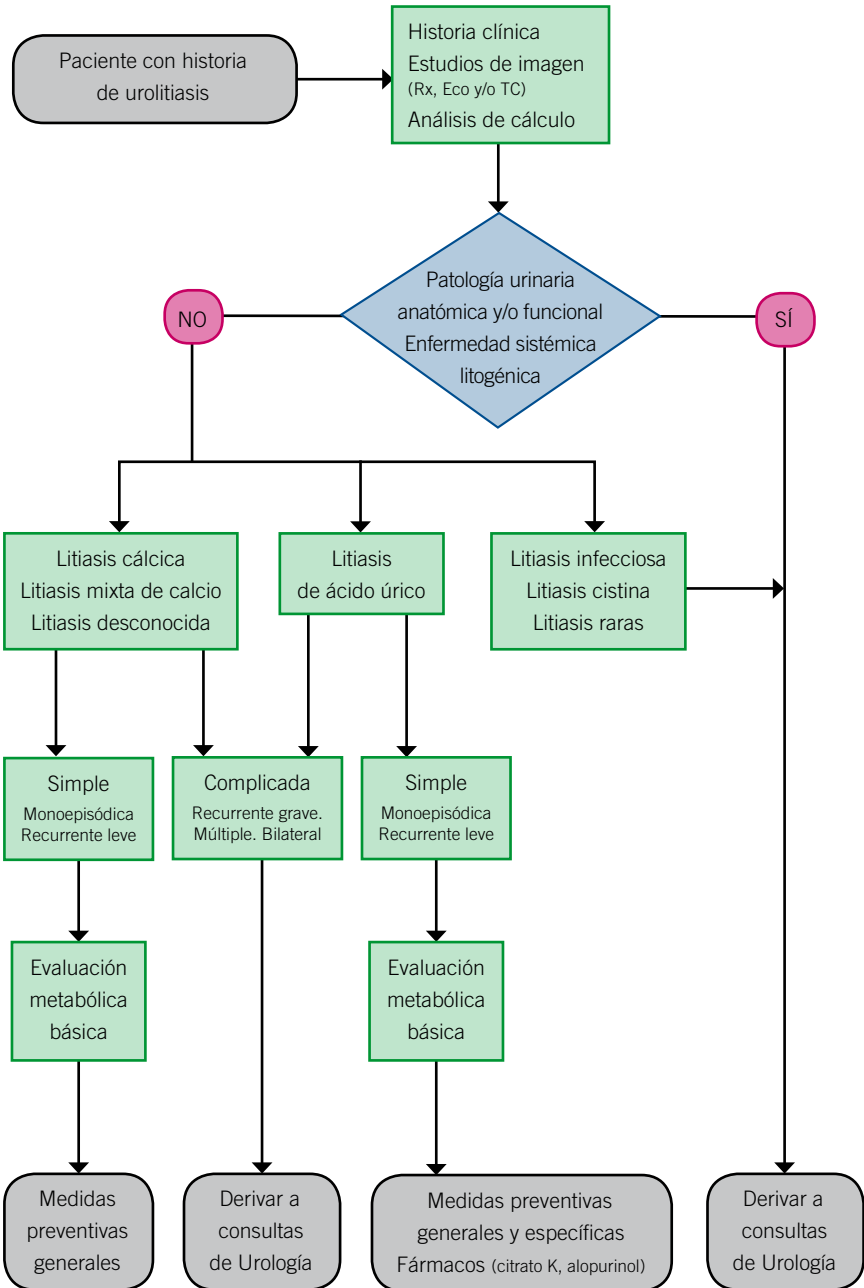 Paciente con historia
de urolitiasis
Historia clínica
Estudios de imagen
(Rx, Eco y/o TC)
Análisis de cálculo
Patología urinaria
anatómica y/o funcional
Enfermedad sistémica
litogénica
NO
SÍ
Litiasis cálcica
Litiasis mixta de calcio
Litiasis desconocida
Litiasis
de ácido úrico
Litiasis infecciosa
Litiasis cistina
Litiasis raras
Simple
Monoepisódica
Recurrente leve
Complicada
Recurrente grave.
Múltiple. Bilateral
Simple
Monoepisódica
Recurrente leve
Evaluación
metabólica
básica
Evaluación
metabólica
básica
Medidas
preventivas
generales
Derivar a
consultas
de Urología
Medidas preventivas
generales y específicas
Fármacos (citrato K, alopurinol)
Derivar a
consultas
de Urología